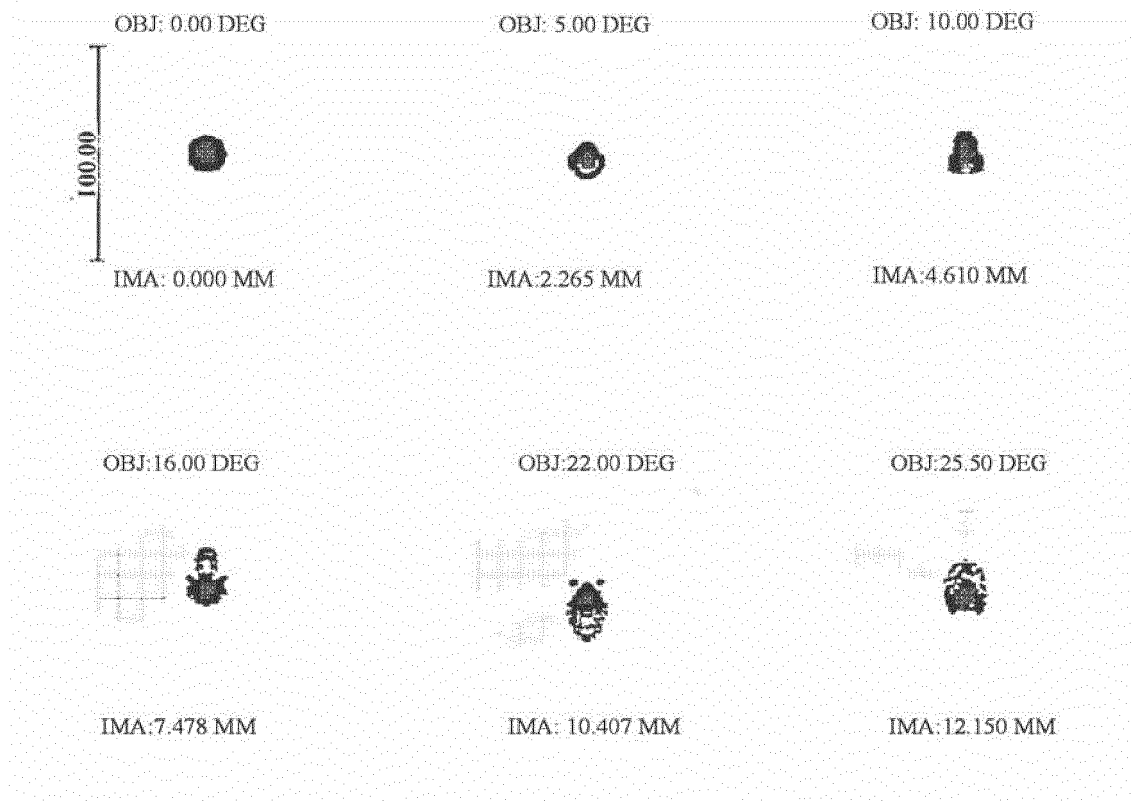 OBJ: 0.00 DEG
OBJ: 5.00 DEG
OBJ: 10.00 DEG
100.00
IMA: 0.000 MM
IMA:2.265 MM
IMA:4.610 MM
OBJ:16.00 DEG
OBJ:22.00 DEG
OBJ:25.50 DEG
IMA:7.478 MM
IMA: 10.407 MM
IMA:12.150 MM